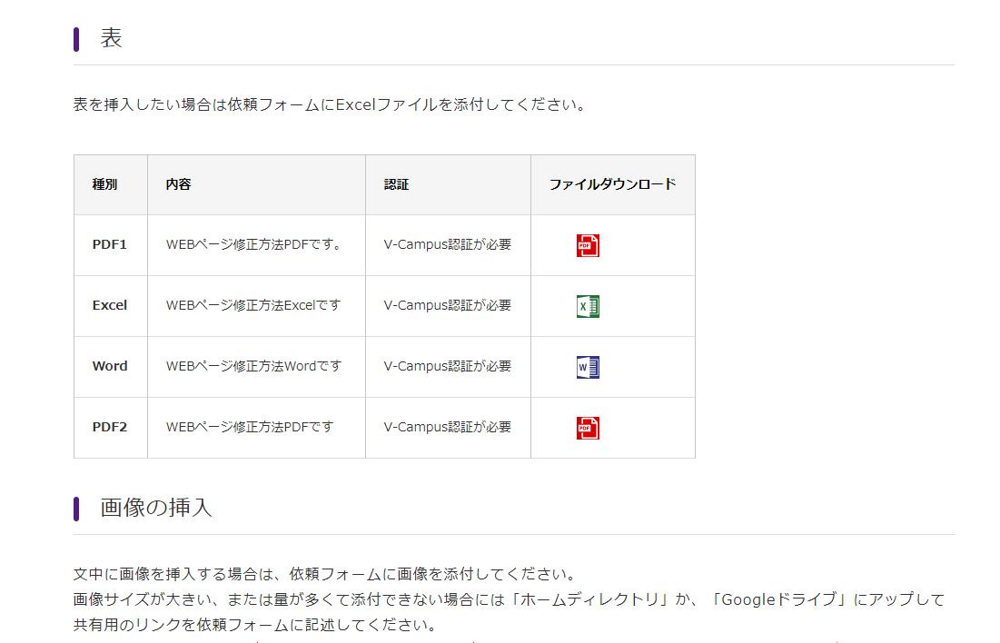 表
表を挿入したい場合は依頼フォームにExcelファイルを添付してください。
種別 内容 認証 ファイルダウンロード
PDF1 WEBページ修正方法PDFです。 V-Campus認証が必要 PDF
Excel WEBページ修正方法Excelです V-Campus認証が必要 X
Word WEBページ修正方法Wordです V-Campus認証が必要 W
PDF2 WEBページ修正方法PDFです V-Campus認証が必要 PDF
画像の挿入
文中に画像を挿入する場合は、依頼フォームに画像を添付してください。
画像サイズが大きい、または量が多くて添付できない場合には「ホームディレクトリ」か、「Googleドライブ」にアップして
共有用のリンクを依頼フォームに記述してください。